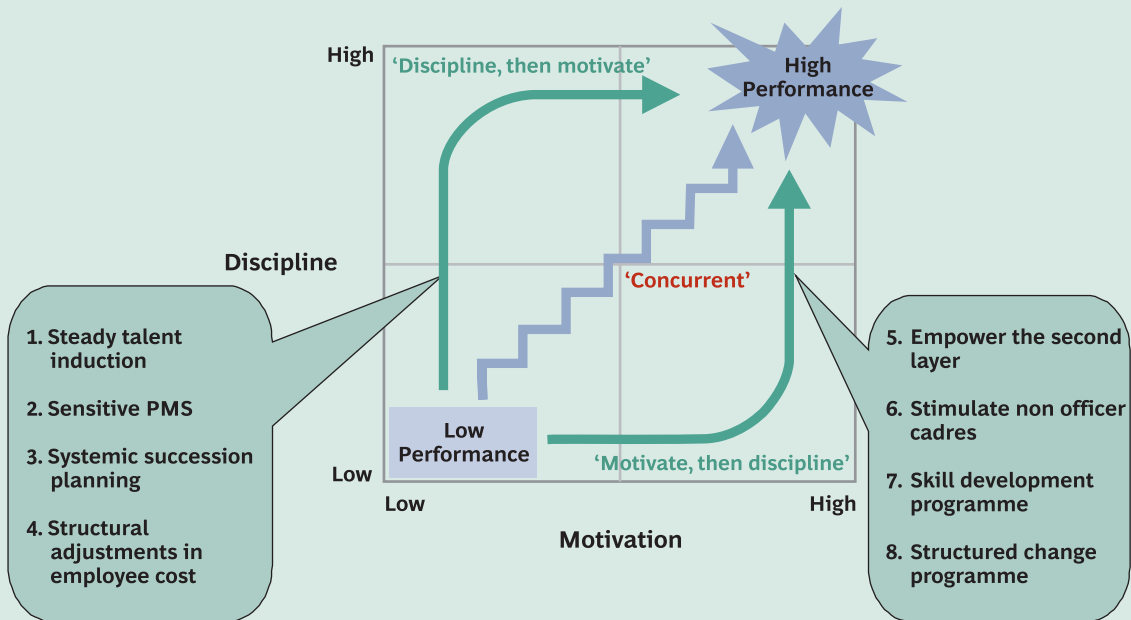 High
'Discipline, then motivate'
High
Performance
Discipline
'Concurrent'
1. Steady talent
induction
2. Sensitive PMS
3. Systemic succession
planning
4. Structural
adjustments in
employee cost
5. Empower the second
layer
6. Stimulate non officer
cadres
7. Skill development
programme
8. Structured change
programme
Low
Performance
'Motivate, then discipline'
Low
Low
High
Motivation